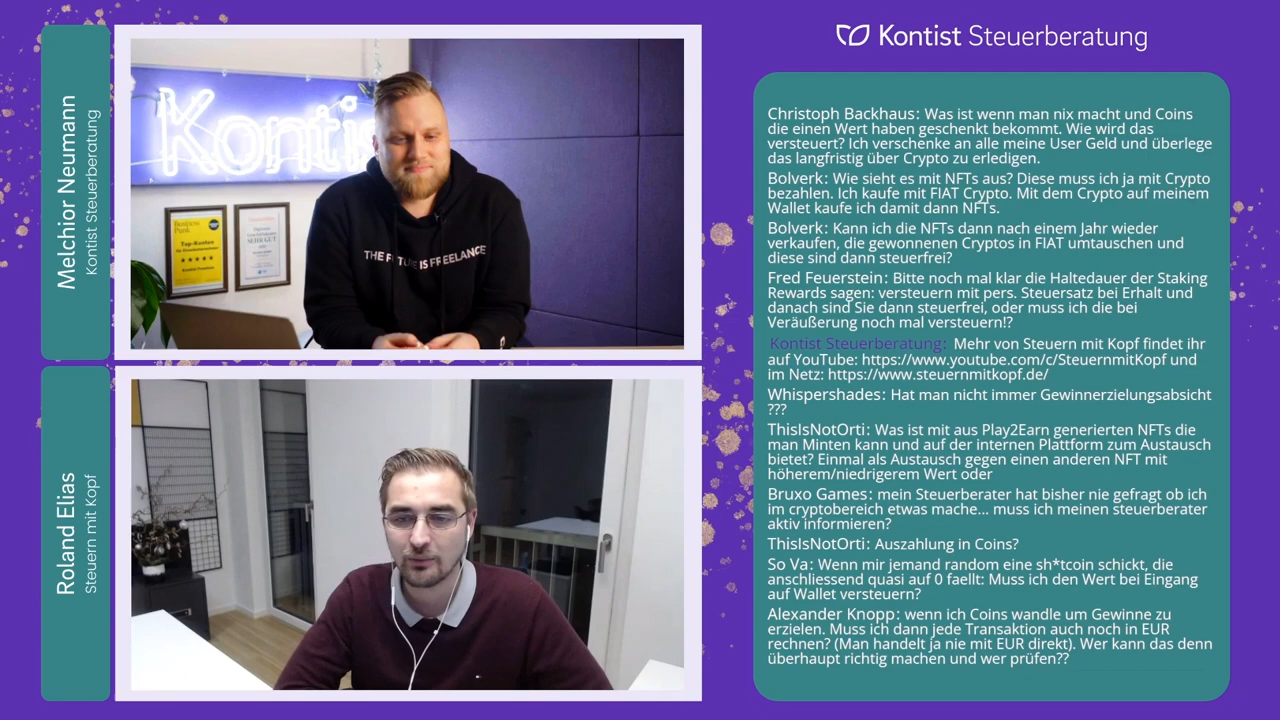 Melchior Neumann
Kontist Steuerberatung
Konti
Business Punk
Top-Konten
SEHR GUT
THE FUTURE IS FREELANCE
Roland Elias
Steuern mit Kopf
Kontist Steuerberatung
Christoph Backhaus: Was ist wenn man nix macht und Coins
die einen Wert haben geschenkt bekommt. Wie wird das
versteuert? Ich verschenke an alle meine User Geld und überlege
das langfristig über Crypto zu erledigen.
Bolverk: Wie sieht es mit NFTs aus? Diese muss ich ja mit Crypto
bezahlen. Ich kaufe mit FIAT Crypto. Mit dem Crypto auf meinem
Wallet kaufe ich damit dann NFTs.
Bolverk: Kann ich die NFTs dann nach einem Jahr wieder
verkaufen, die gewonnenen Cryptos in FIAT umtauschen und
diese sind dann steuerfrei?
Fred Feuerstein: Bitte noch mal klar die Haltedauer der Staking
Rewards sagen: versteuern mit pers. Steuersatz bei Erhalt und
danach sind Sie dann steuerfrei, oder muss ich die bei
Veräußerung noch mal versteuern!?
Kontist Steuerberatung: Mehr von Steuern mit Kopf findet ihr
auf YouTube: https://www.youtube.com/c/SteuernmitKopf und
im Netz: https://www.steuernmitkopf.de/
Whispershades: Hat man nicht immer Gewinnerzielungsabsicht
???
ThisIsNotOrti: Was ist mit aus Play2Earn generierten NFTs die
man Minten kann und auf der internen Plattform zum Austausch
bietet? Einmal als Austausch gegen einen anderen NFT mit
höherem/niedrigerem Wert oder
Bruxo Games: mein Steuerberater hat bisher nie gefragt ob ich
im cryptobereich etwas mache... muss ich meinen steuerberater
aktiv informieren?
ThisIsNotOrti: Auszahlung in Coins?
So Va: Wenn mir jemand random eine sh*tcoin schickt, die
anschliessend quasi auf 0 faellt: Muss ich den Wert bei Eingang
auf Wallet versteuern?
Alexander Knopp: wenn ich Coins wandle um Gewinne zu
erzielen. Muss ich dann jede Transaktion auch noch in EUR
rechnen? (Man handelt ja nie mit EUR direkt). Wer kann das denn
überhaupt richtig machen und wer prüfen??